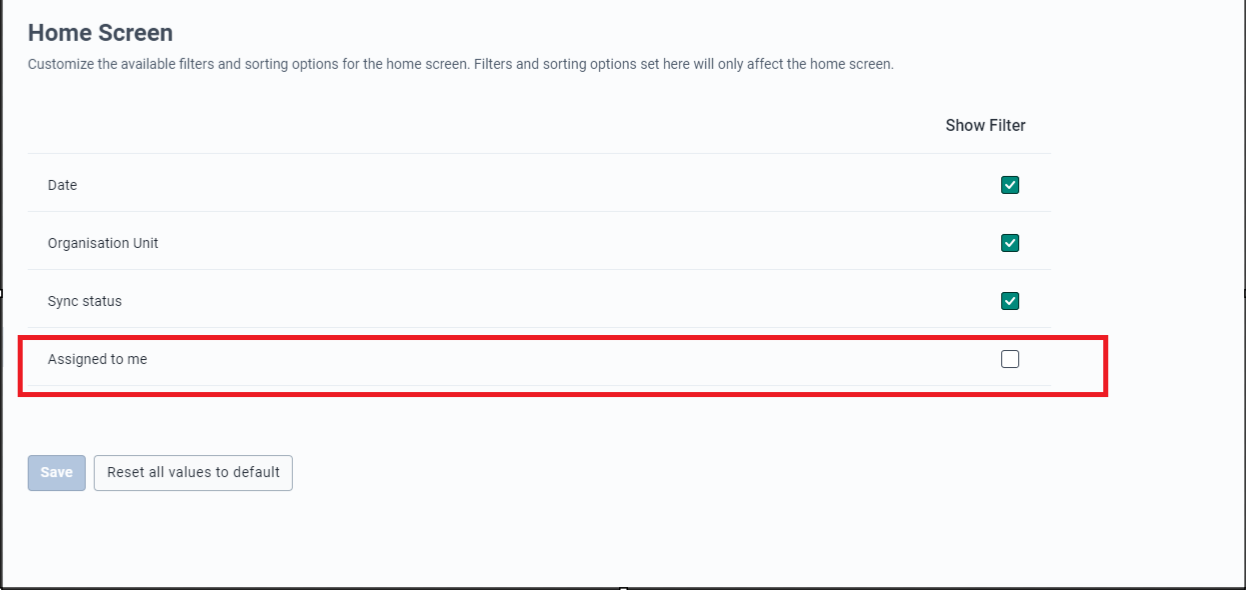 Home Screen
Customize the available filters and sorting options for the home screen. Filters and sorting options set here will only affect the home screen.
Show Filter
Date
Organisation Unit
Sync status
Assigned to me
Save
Reset all values to default